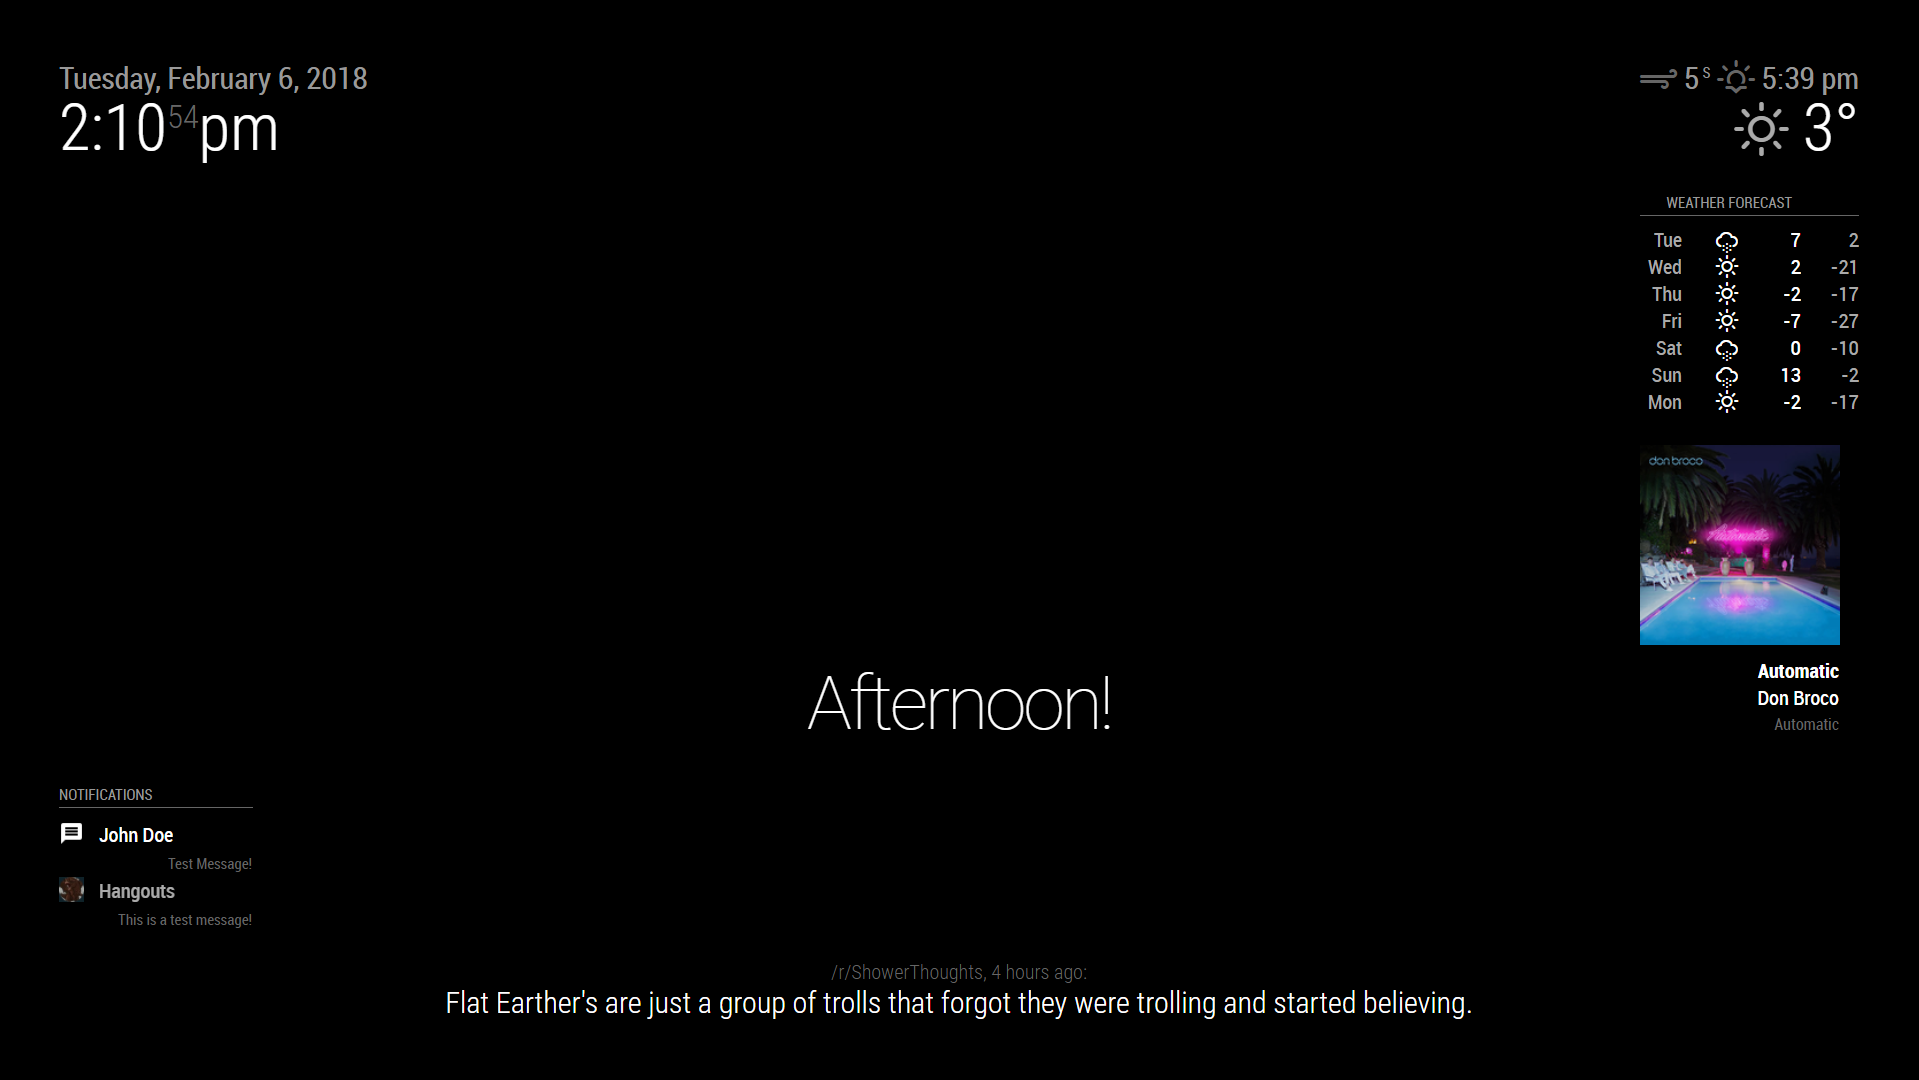 Tuesday, February 6, 2018
2:10 54 pm
5 S 5:39 pm
3°
WEATHER FORECAST
Tue 7 2
Wed 2 -21
Thu -2 -17
Fri -7 -27
Sat 0 -10
Sun 13 -2
Mon -2 -17
don broco
Automatic
Automatic
Don Broco
Automatic
Afternoon!
NOTIFICATIONS
John Doe
Test Message!
Hangouts
This is a test message!
/r/ShowerThoughts, 4 hours ago:
Flat Earther's are just a group of trolls that forgot they were trolling and started believing.